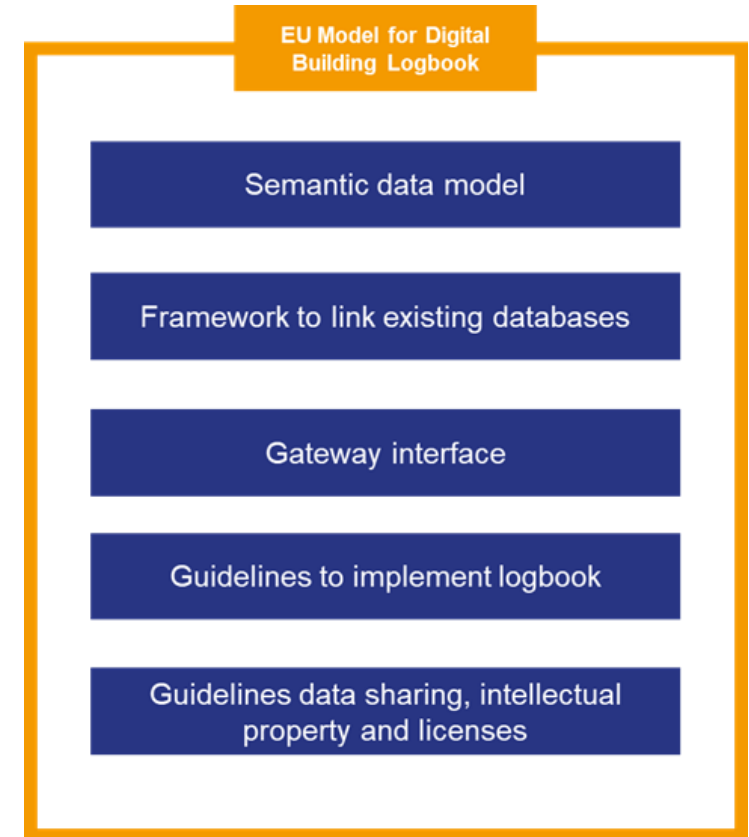 EU Model for Digital
Building Logbook
Semantic data model
Framework to link existing databases
Gateway interface
Guidelines to implement logbook
Guidelines data sharing, intellectual
property and licenses